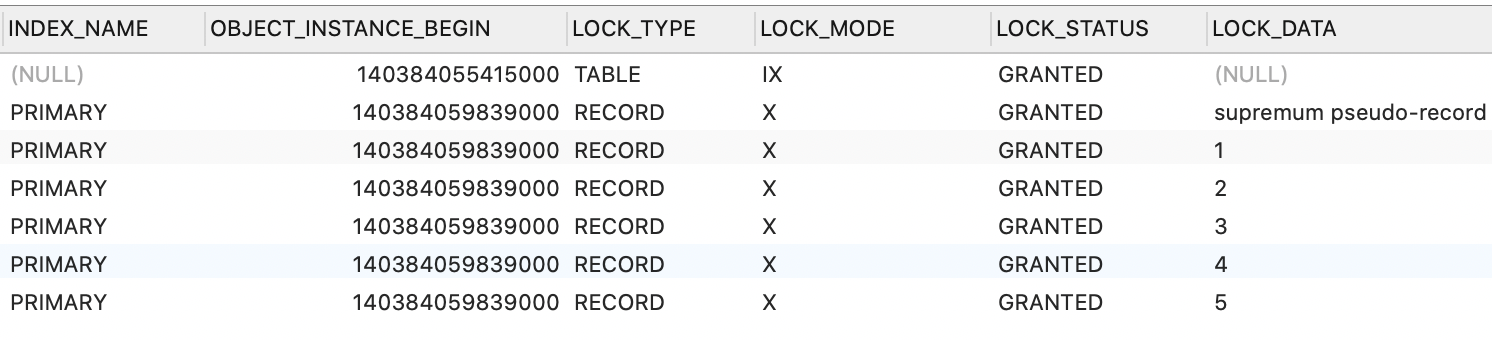 INDEX_NAME OBJECT_INSTANCE_BEGIN LOCK_TYPE LOCK_MODE LOCK_STATUS LOCK_DATA
(NULL) 140384055415000 TABLE IX GRANTED (NULL)
PRIMARY 140384059839000 RECORD X GRANTED supremum pseudo-record
PRIMARY 140384059839000 RECORD X GRANTED 1
PRIMARY 140384059839000 RECORD X GRANTED 2
PRIMARY 140384059839000 RECORD X GRANTED 3
PRIMARY 140384059839000 RECORD X GRANTED 4
PRIMARY 140384059839000 RECORD X GRANTED 5